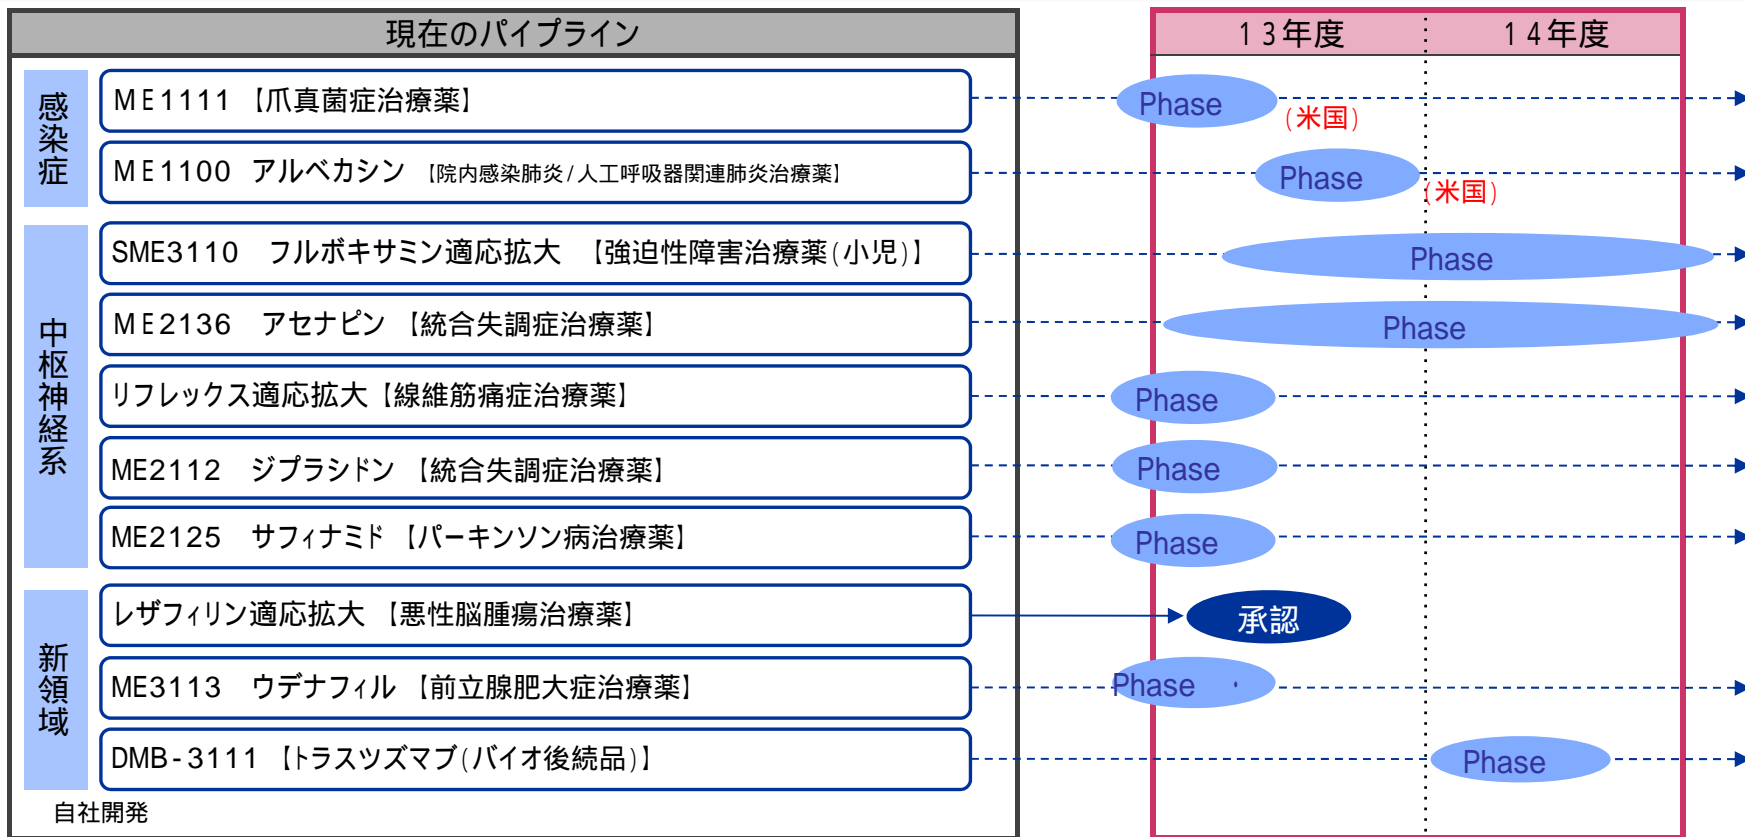 現在のパイプライン
13年度
14年度
感染症
ME1111 【爪真菌症治療薬】
Phase
(米国)
ME1100 アルベカシン 【院内感染肺炎/人工呼吸器関連肺炎治療薬】
Phase
(米国)
中枢神経系
SME3110 フルボキサミン適応拡大 【強迫性障害治療薬(小児)】
Phase
ME2136 アセナピン 【統合失調症治療薬】
Phase
リフレックス適応拡大【線維筋痛症治療薬】
Phase
ME2112 ジプラシドン 【統合失調症治療薬】
Phase
ME2125 サフィナミド 【パーキンソン病治療薬】
Phase
新領域
レザフィリン適応拡大 【悪性脳腫瘍治療薬】
承認
ME3113 ウデナフィル 【前立腺肥大症治療薬】
Phase ・
DMB-3111 【トラスツズマブ(バイオ後続品)】
Phase
自社開発